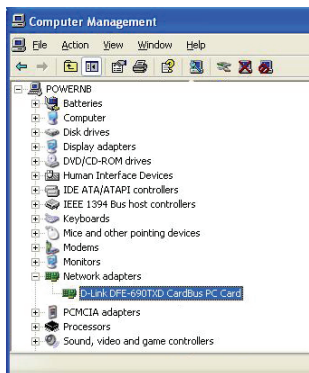 Computer Management
File Action View Window Help
POWERNB
Batteries
Computer
Disk drives
Display adapters
DVD/CD-ROM drives
Human Interface Devices
IDE ATA/ATAPI controllers
IEEE 1394 Bus host controllers
Keyboards
Mice and other pointing devices
Modems
Monitors
Network adapters
D-Link DFE-690TXD CardBus PC Card
PCMCIA adapters
Processors
Sound, video and game controllers